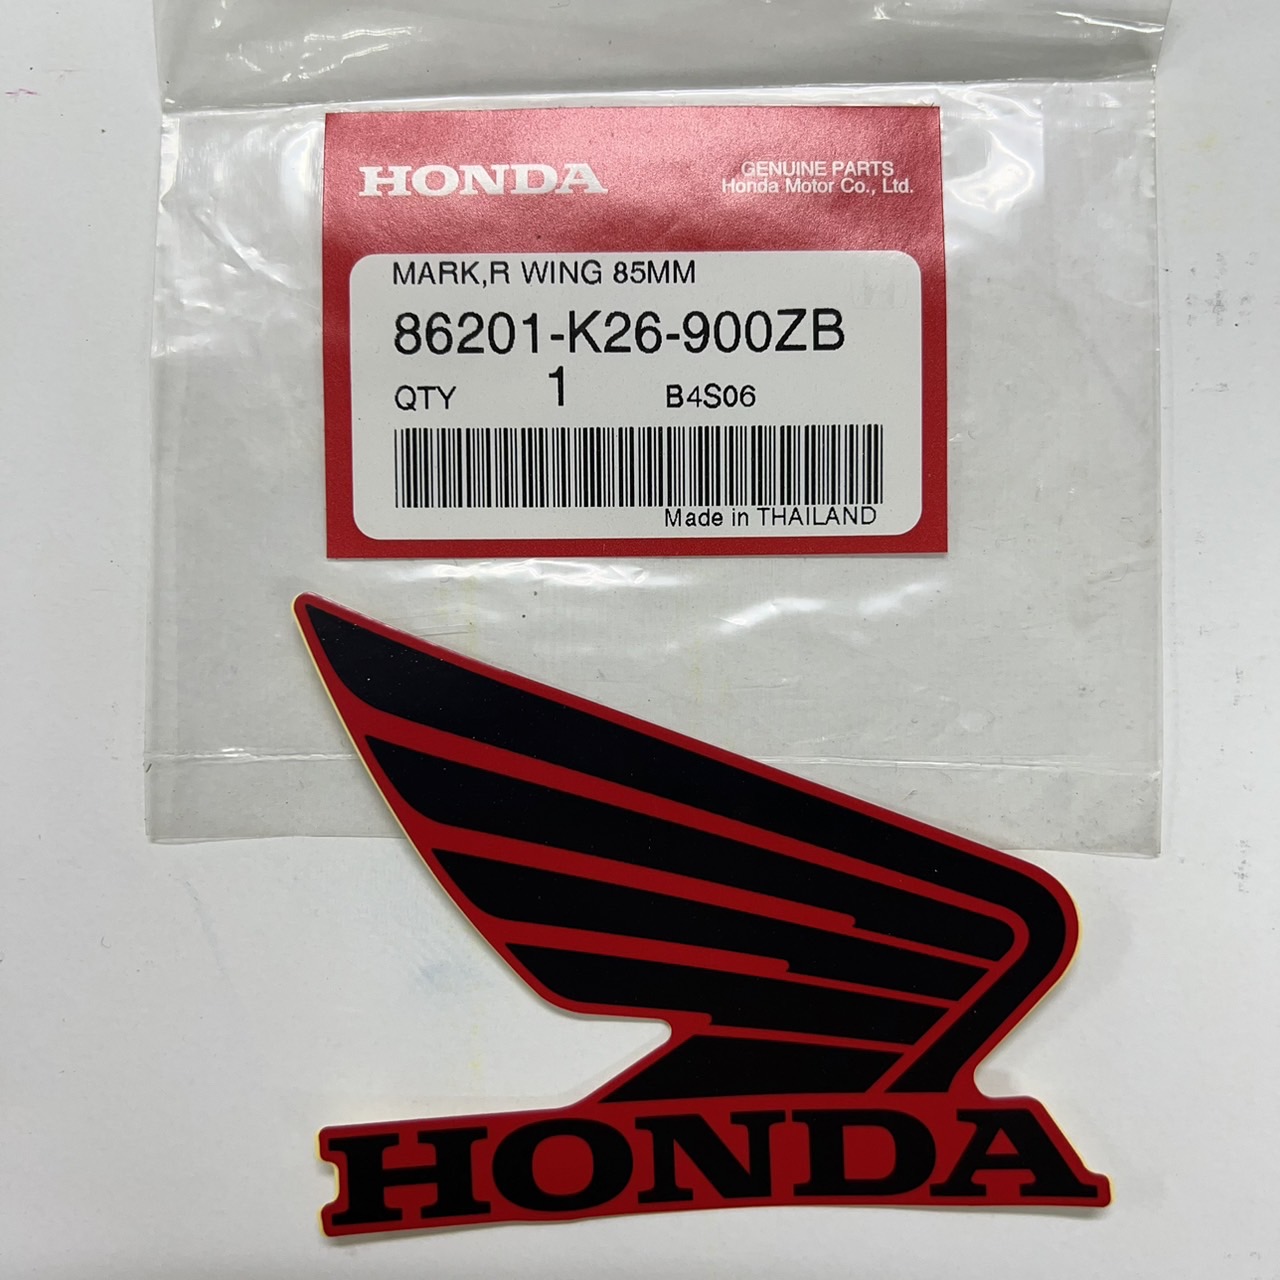 HONDA
GENUINE PARTS
Honda Motor Co., Ltd.
MARK,R WING 85MM
86201-K26-900ZB
QTY 1 B4S06
Made in THAILAND
HONDA